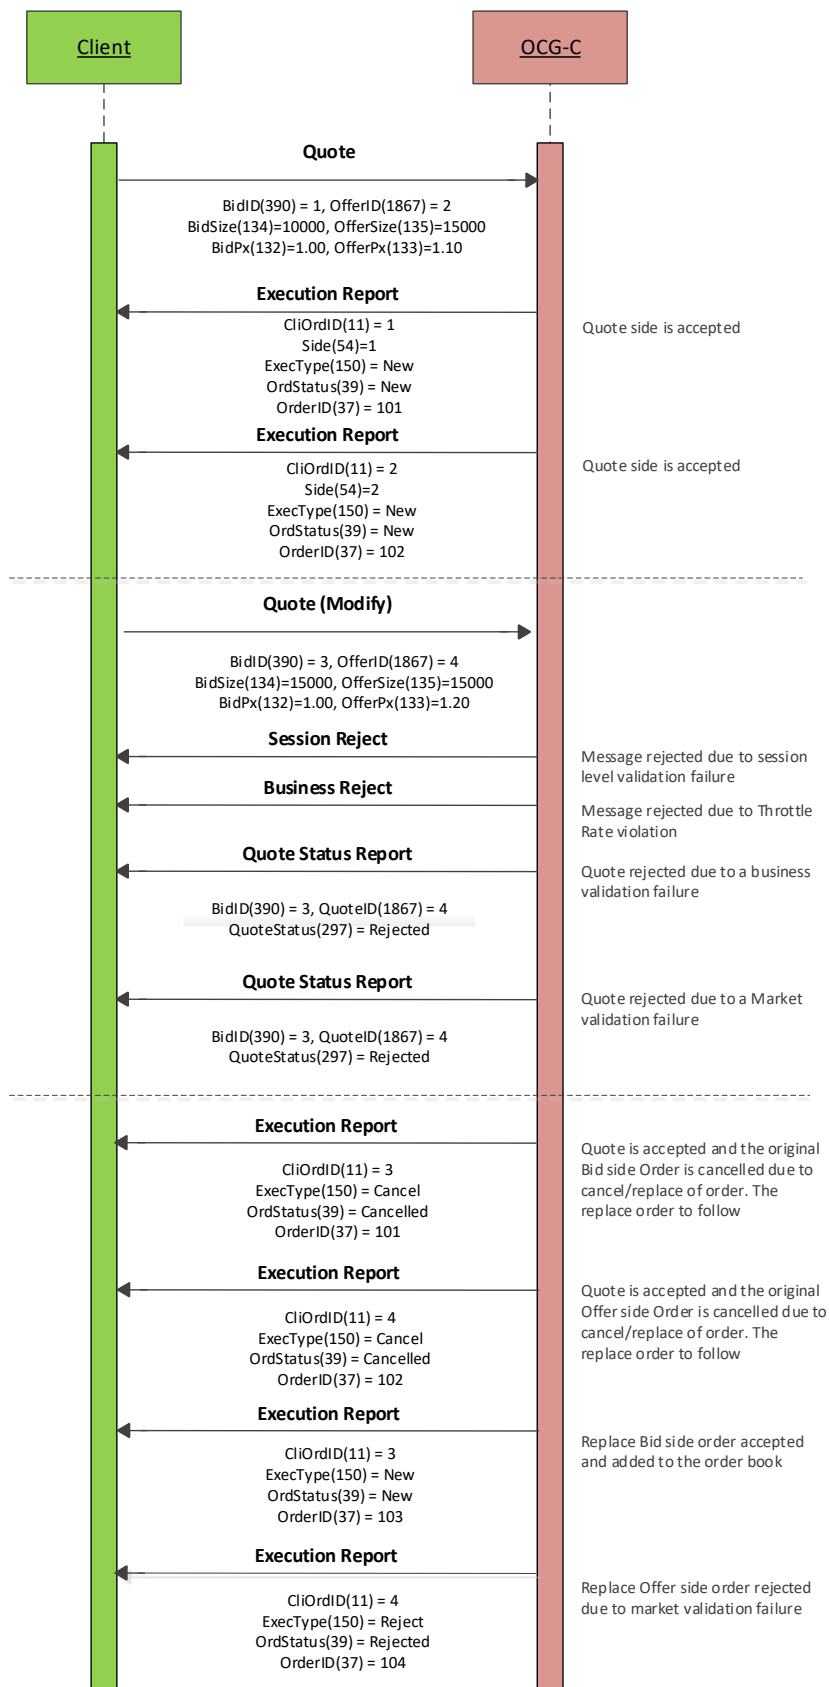 Client
OCG-C
Quote
BidID(390) = 1, OfferID(1867) = 2
BidSize(134)=10000, OfferSize(135)=15000
BidPx(132)=1.00, OfferPx(133)=1.10
Execution Report
CliOrdID(11) = 1
Side(54)=1
ExecType(150) = New
OrdStatus(39) = New
OrderID(37) = 101
Quote side is accepted
Execution Report
CliOrdID(11) = 2
Side(54)=2
ExecType(150) = New
OrdStatus(39) = New
OrderID(37) = 102
Quote side is accepted
Quote (Modify)
BidID(390) = 3, OfferID(1867) = 4
BidSize(134)=15000, OfferSize(135)=15000
BidPx(132)=1.00, OfferPx(133)=1.20
Session Reject
Message rejected due to session
level validation failure
Business Reject
Message rejected due to Throttle
Rate violation
Quote Status Report
Quote rejected due to a business
validation failure
BidID(390) = 3, QuoteID(1867) = 4
QuoteStatus(297) = Rejected
Quote Status Report
Quote rejected due to a Market
validation failure
BidID(390) = 3, QuoteID(1867) = 4
QuoteStatus(297) = Rejected
Execution Report
CliOrdID(11) = 3
ExecType(150) = Cancel
OrdStatus(39) = Cancelled
OrderID(37) = 101
Quote is accepted and the original
Bid side Order is cancelled due to
cancel/replace of order. The
replace order to follow
Execution Report
CliOrdID(11) = 4
ExecType(150) = Cancel
OrdStatus(39) = Cancelled
OrderID(37) = 102
Quote is accepted and the original
Offer side Order is cancelled due to
cancel/replace of order. The
replace order to follow
Execution Report
CliOrdID(11) = 3
ExecType(150) = New
OrdStatus(39) = New
OrderID(37) = 103
Replace Bid side order accepted
and added to the order book
Execution Report
CliOrdID(11) = 4
ExecType(150) = Reject
OrdStatus(39) = Rejected
OrderID(37) = 104
Replace Offer side order rejected
due to market validation failure